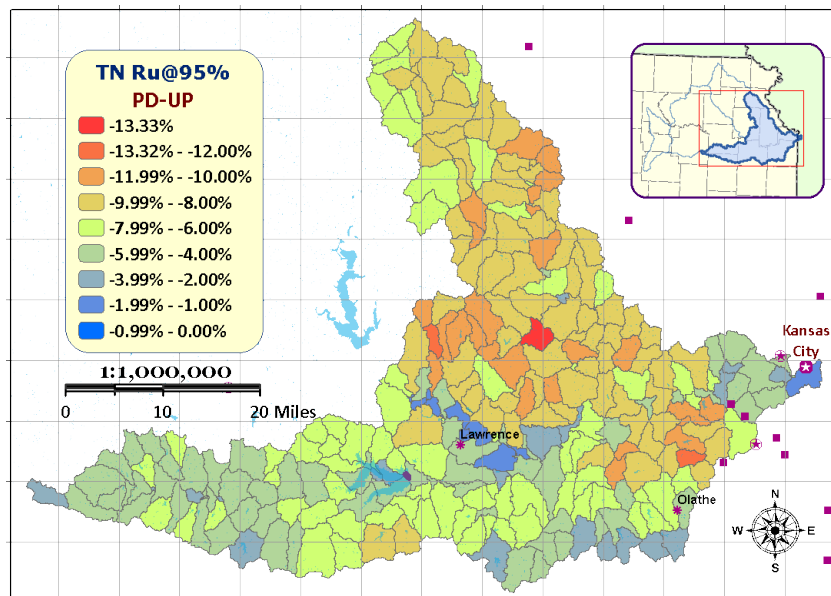 TN Ru@95%
PD-UP
-13.33%
-13.32% - -12.00%
-11.99% - -10.00%
-9.99% - -8.00%
-7.99% - -6.00%
-5.99% - -4.00%
-3.99% - -2.00%
-1.99% - -1.00%
-0.99% - 0.00%
1:1,000,000
0 10 20 Miles
Kansas
City
Lawrence
Olathe
N
W E
S